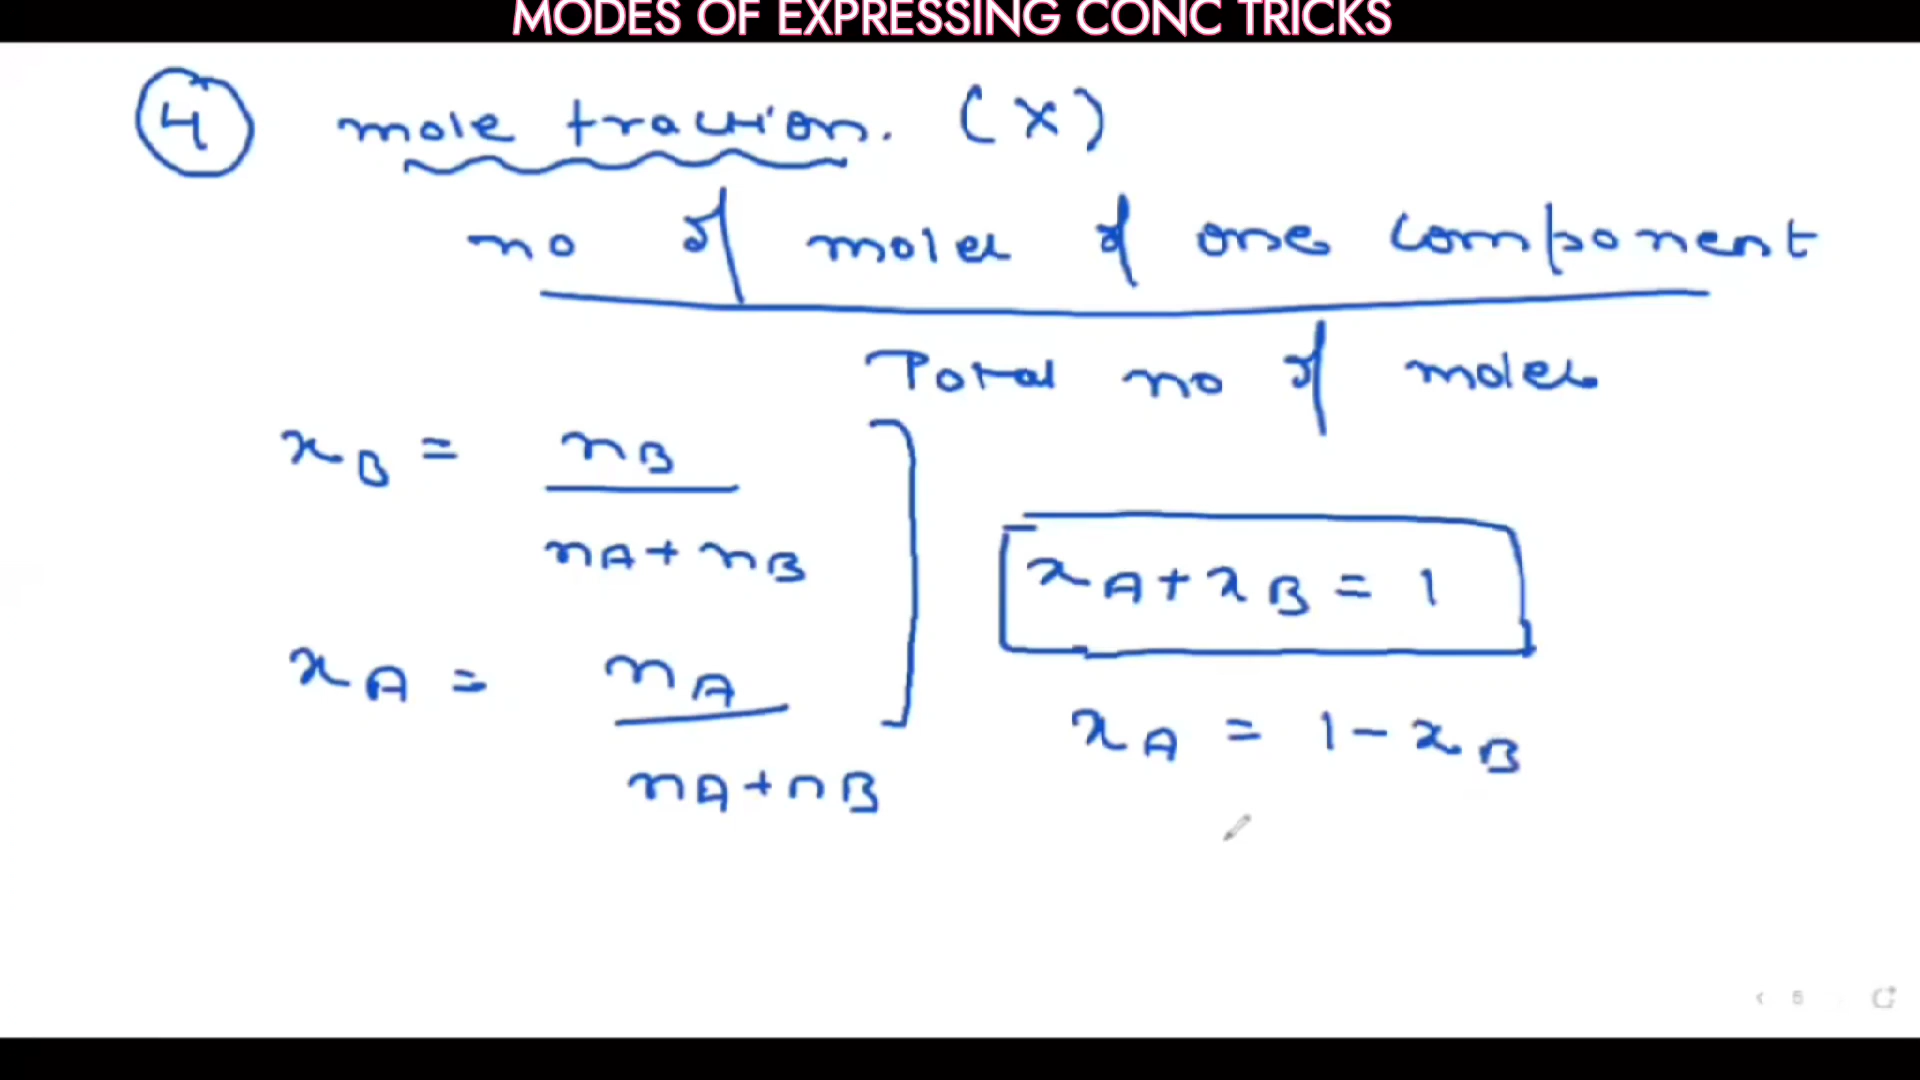 MODES OF EXPRESSING CONC TRICKS
4 mole fraction. (X)
no of moles of one component
Total no of moles
xB = nB
nA + nB
xA + xB = 1
xA = nA
nA + nB
xA = 1 - xB
5